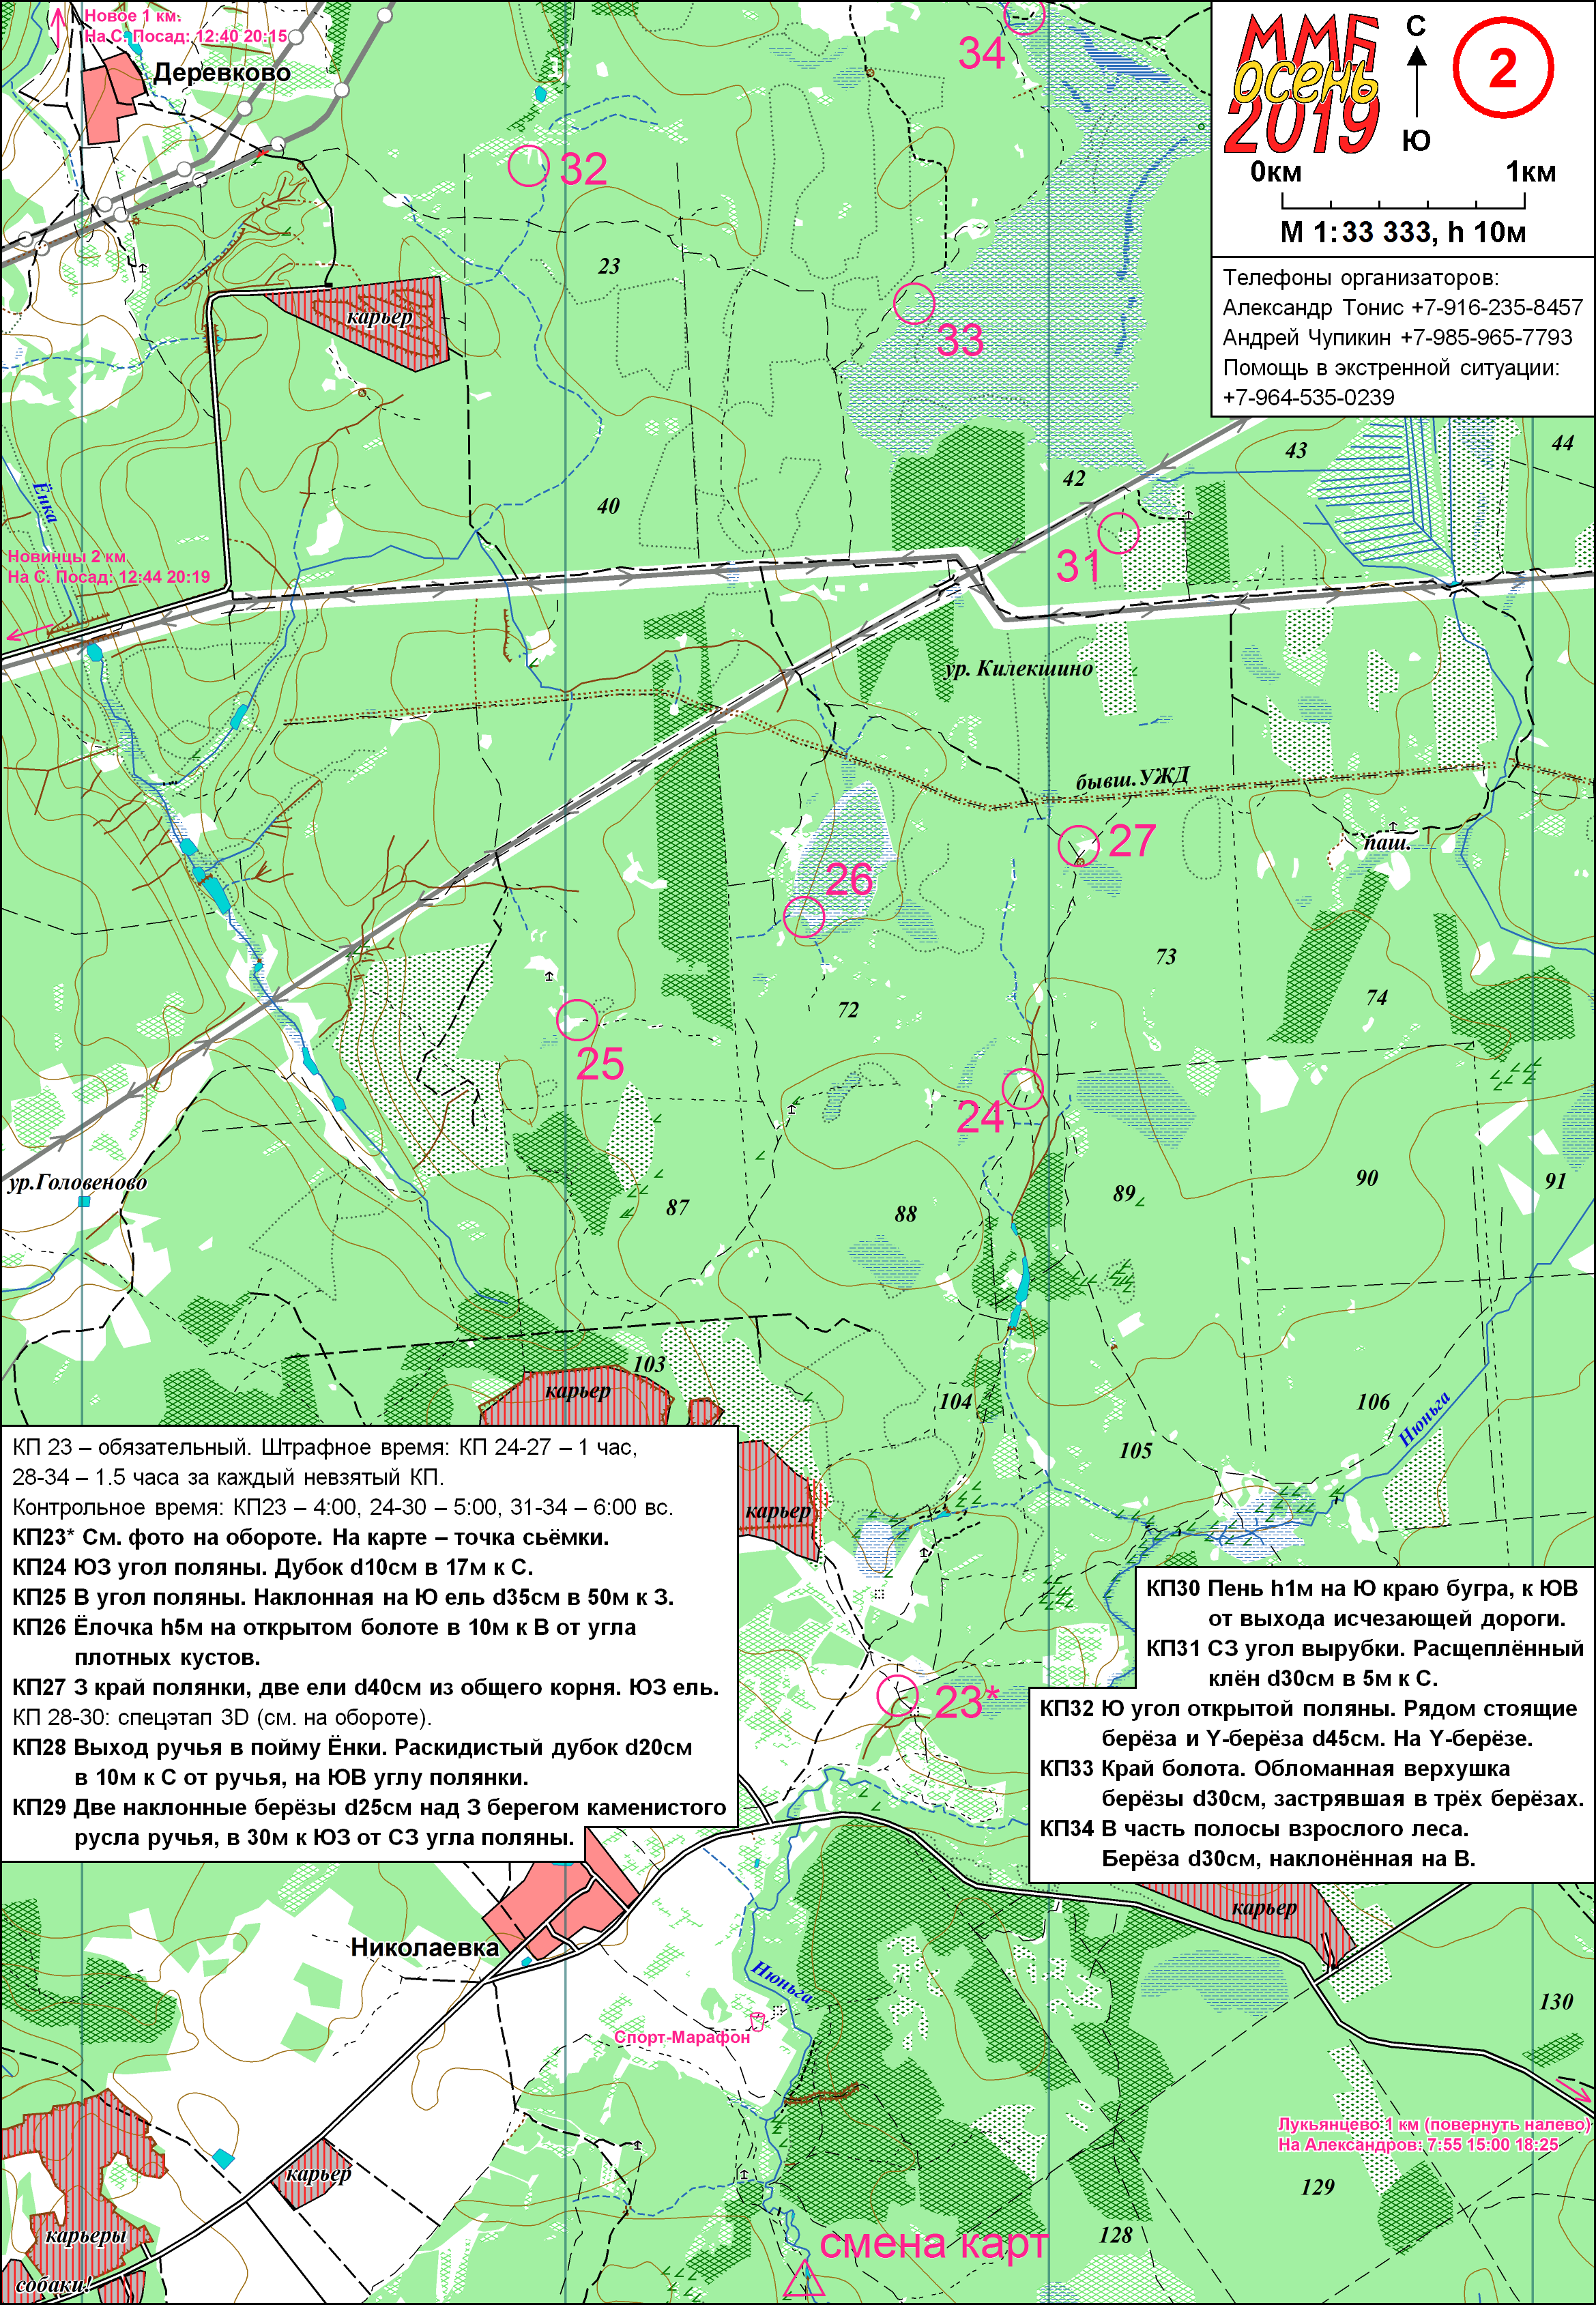 Новое 1 км.
На С. Посад: 12:40 20:15
Деревково
34
ММБ
осень
2019
С
Ю
2
0км 1км
М 1:33 333, h 10м
32
23
карьер
33
Телефоны организаторов:
Александр Тонис +7-916-235-8457
Андрей Чупикин +7-985-965-7793
Помощь в экстренной ситуации:
+7-964-535-0239
43
44
42
40
Ёнка
31
Новинцы 2 км
На С. Посад: 12:44 20:19
ур. Килекшино
бывш.УЖД
27
паш.
26
73
72
74
25
24
ур.Головеново
87
88
89
90
91
103
карьер
104
105
106
Нюньга
карьер
КП 23 – обязательный. Штрафное время: КП 24-27 – 1 час,
28-34 – 1.5 часа за каждый невзятый КП.
Контрольное время: КП23 – 4:00, 24-30 – 5:00, 31-34 – 6:00 вс.
КП23* См. фото на обороте. На карте – точка сьёмки.
КП24 ЮЗ угол поляны. Дубок d10см в 17м к С.
КП25 В угол поляны. Наклонная на Ю ель d35см в 50м к З.
КП26 Ёлочка h5м на открытом болоте в 10м к В от угла
плотных кустов.
КП27 З край полянки, две ели d40см из общего корня. ЮЗ ель.
КП 28-30: спецэтап 3D (см. на обороте).
КП28 Выход ручья в пойму Ёнки. Раскидистый дубок d20см
в 10м к С от ручья, на ЮВ углу полянки.
КП29 Две наклонные берёзы d25см над З берегом каменистого
русла ручья, в 30м к ЮЗ от СЗ угла поляны.
23*
КП30 Пень h1м на Ю краю бугра, к ЮВ
от выхода исчезающей дороги.
КП31 СЗ угол вырубки. Расщеплённый
клён d30см в 5м к С.
КП32 Ю угол открытой поляны. Рядом стоящие
берёза и Y-берёза d45см. На Y-берёзе.
КП33 Край болота. Обломанная верхушка
берёзы d30см, застрявшая в трёх берёзах.
КП34 В часть полосы взрослого леса.
Берёза d30см, наклонённая на В.
карьер
Николаевка
Нюньга
130
Спорт-Марафон
Лукьянцево 1 км (повернуть налево)
На Александров: 7:55 15:00 18:25
карьер
129
карьеры
128
смена карт
собаки!